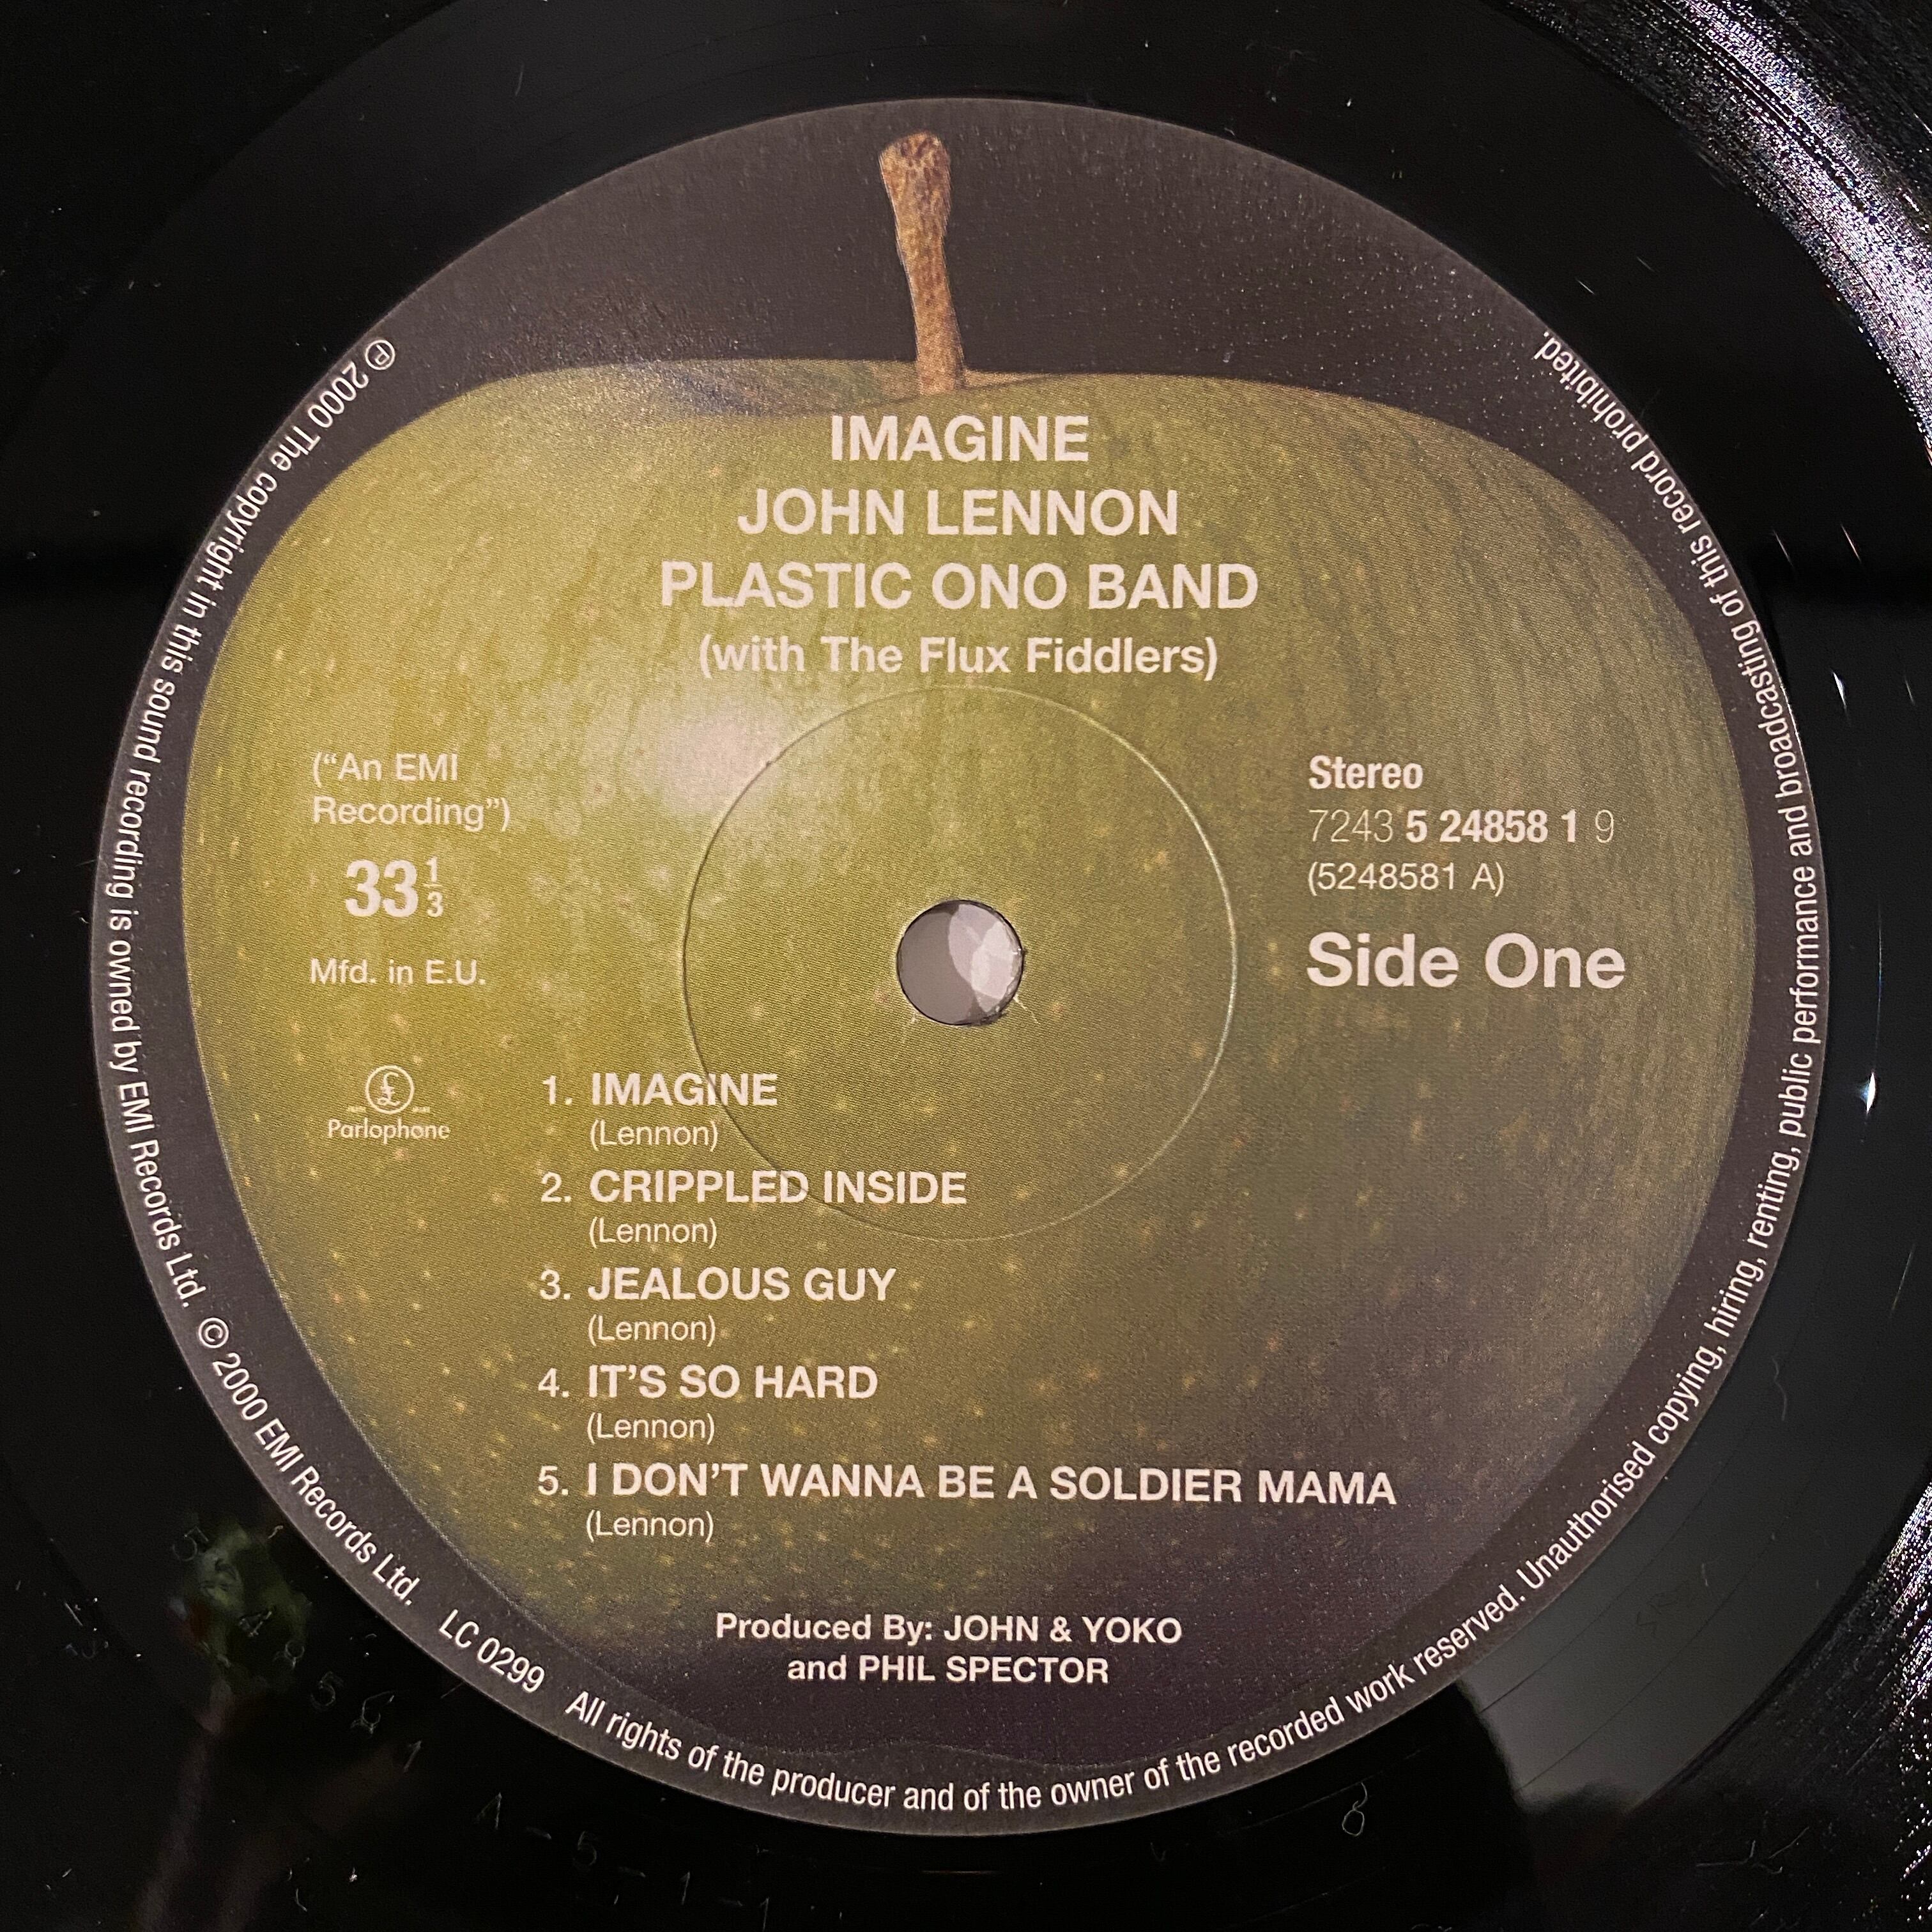 IMAGINE
JOHN LENNON
PLASTIC ONO BAND
(with The Flux Fiddlers)
(“An EMI
Recording”)
33 1/3
Mfd. in E.U.
Parlophone
Stereo
7243 5 24858 1 9
(5248581 A)
Side One
1. IMAGINE
(Lennon)
2. CRIPPLED INSIDE
(Lennon)
3. JEALOUS GUY
(Lennon)
4. IT’S SO HARD
(Lennon)
5. I DON’T WANNA BE A SOLDIER MAMA
(Lennon)
Produced By: JOHN & YOKO
and PHIL SPECTOR
℗ 2000 The copyright in this sound recording is owned by EMI Records Ltd. © 2000 EMI Records Ltd. LC 0299 All rights of the producer and of the owner of the recorded work reserved. Unauthorised copying, hiring, renting, public performance and broadcasting of this record prohibited.
A-5-1-1